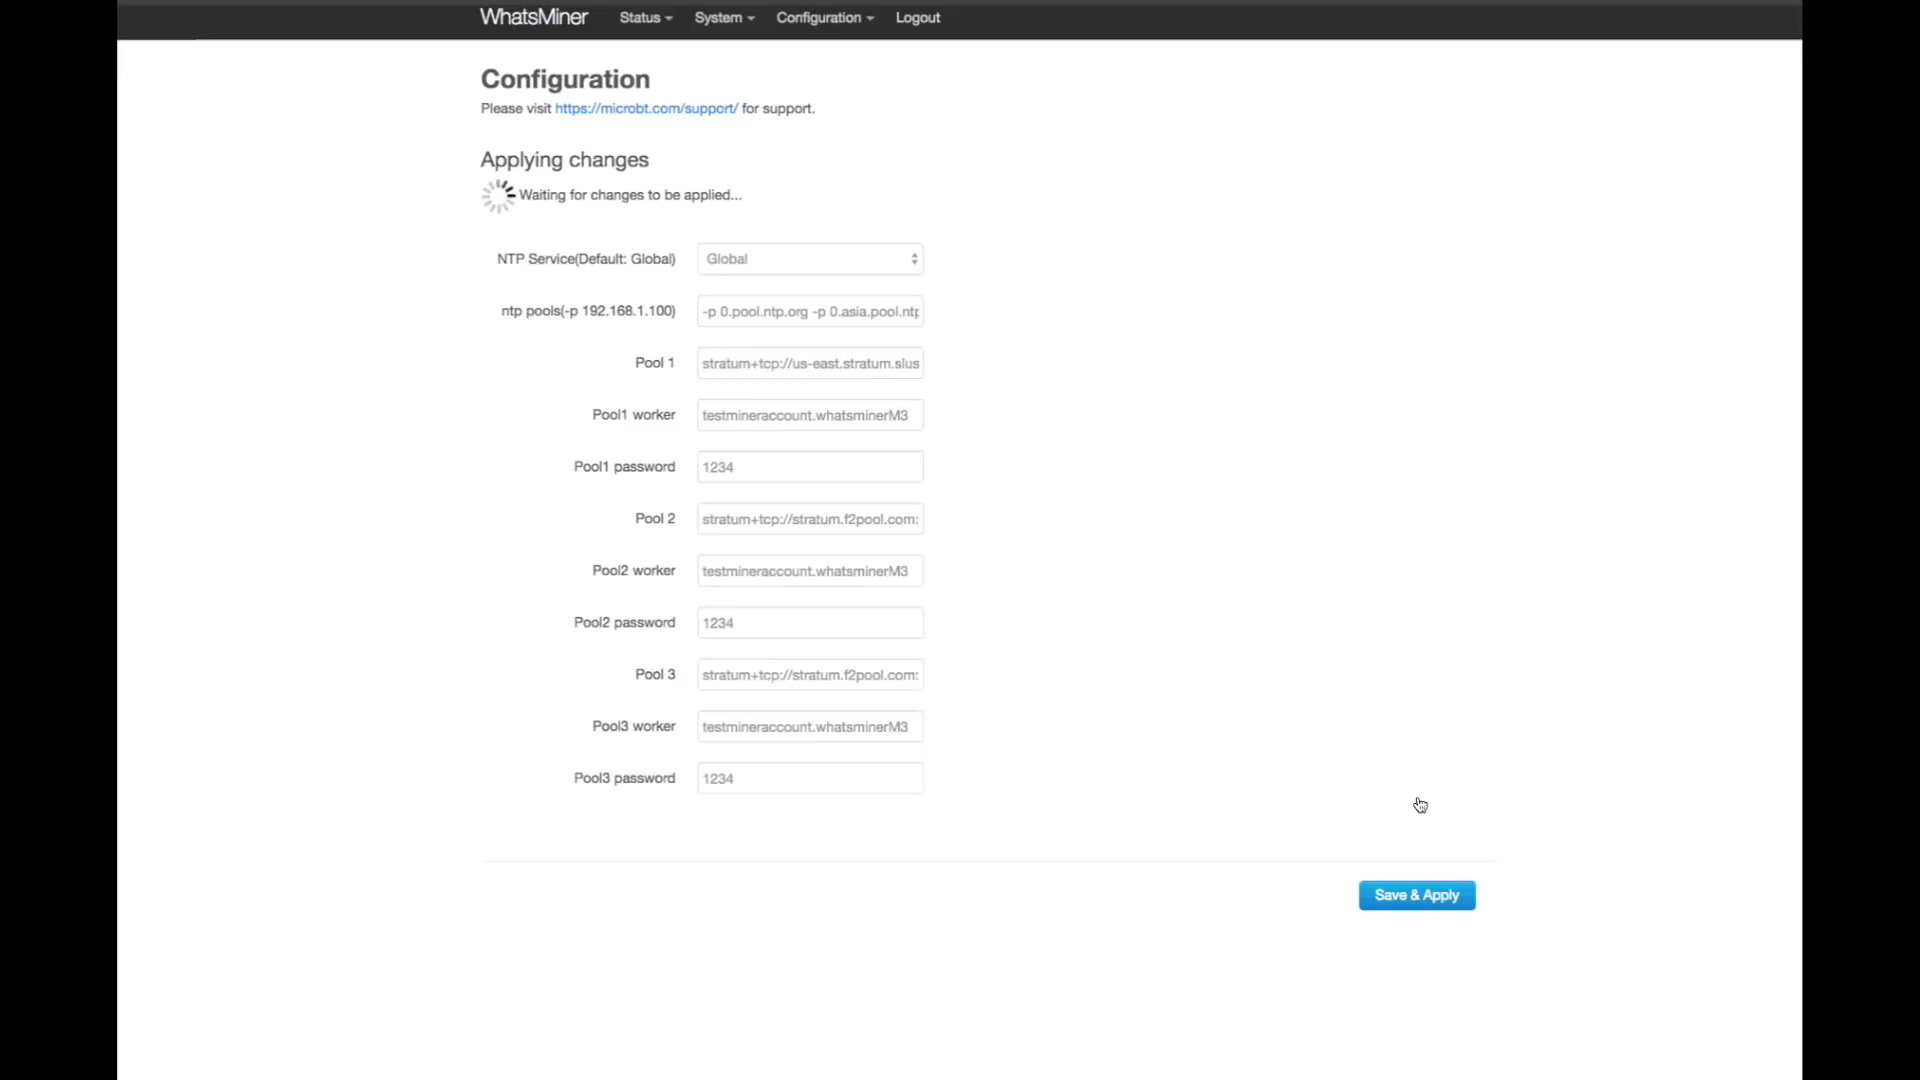 WhatsMiner Status System Configuration Logout
Configuration
Please visit https://microbt.com/support/ for support.
Applying changes
Waiting for changes to be applied...
NTP Service(Default: Global) Global
ntp pools(-p 192.168.1.100) -p 0.pool.ntp.org -p 0.asia.pool.ntp
Pool 1 stratum+tcp://us-east.stratum.slus
Pool1 worker testmineraccount.whatsminerM3
Pool1 password 1234
Pool 2 stratum+tcp://stratum.f2pool.com:
Pool2 worker testmineraccount.whatsminerM3
Pool2 password 1234
Pool 3 stratum+tcp://stratum.f2pool.com:
Pool3 worker testmineraccount.whatsminerM3
Pool3 password 1234
Save & Apply